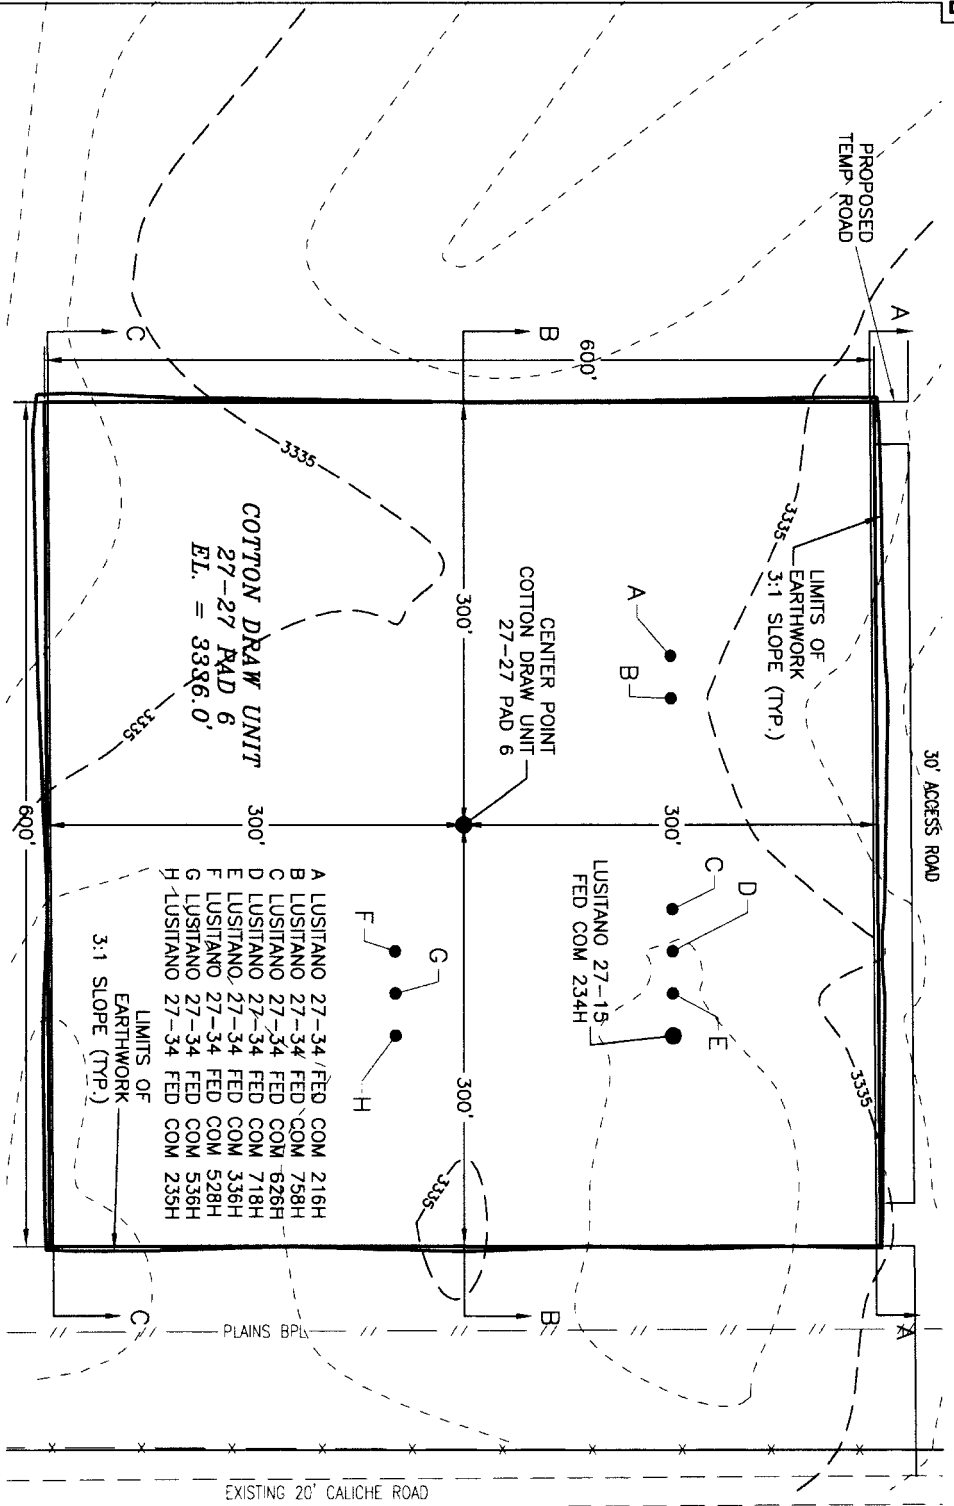 PROPOSED
TEMP ROAD
A
LIMITS OF
EARTHWORK
3:1 SLOPE (TYP.)
30' ACCESS ROAD
A
600'
B
C
3335
3335
3335
3335
3335
A
B
300'
300'
300'
300'
CENTER POINT
COTTON DRAW UNIT
27-27 PAD 6
COTTON DRAW UNIT
27-27 PAD 6
EL. = 3336.0'
C
D
E
LUSITANO 27-15
FED COM 234H
F
G
H
A LUSITANO 27-34 FED COM 216H
B LUSITANO 27-34 FED COM 758H
C LUSITANO 27-34 FED COM 626H
D LUSITANO 27-34 FED COM 718H
E LUSITANO 27-34 FED COM 336H
F LUSITANO 27-34 FED COM 528H
G LUSITANO 27-34 FED COM 536H
H LUSITANO 27-34 FED COM 235H
LIMITS OF
EARTHWORK
3:1 SLOPE (TYP.)
600'
B
C
PLAINS BPL
EXISTING 20' CALICHE ROAD